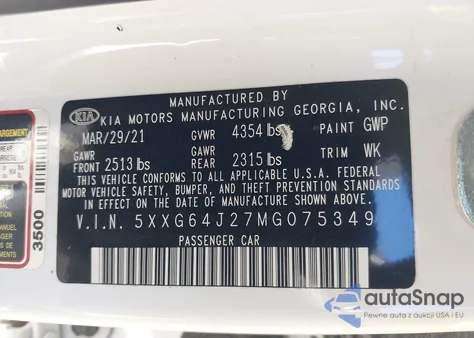 MANUFACTURED BY
KIA KIA MOTORS MANUFACTURING GEORGIA, INC.
MAR/29/21 GVWR 4354 lbs PAINT GWP
GAWR FRONT 2513 lbs GAWR REAR 2315 lbs TRIM WK
THIS VEHICLE CONFORMS TO ALL APPLICABLE U.S.A. FEDERAL
MOTOR VEHICLE SAFETY, BUMPER, AND THEFT PREVENTION STANDARDS
IN EFFECT ON THE DATE OF MANUFACTURE SHOWN ABOVE.
V.I.N. 5XXG64J27MG075349
PASSENGER CAR
3500
autoSnap
Pewne auta z aukcji USA i EU